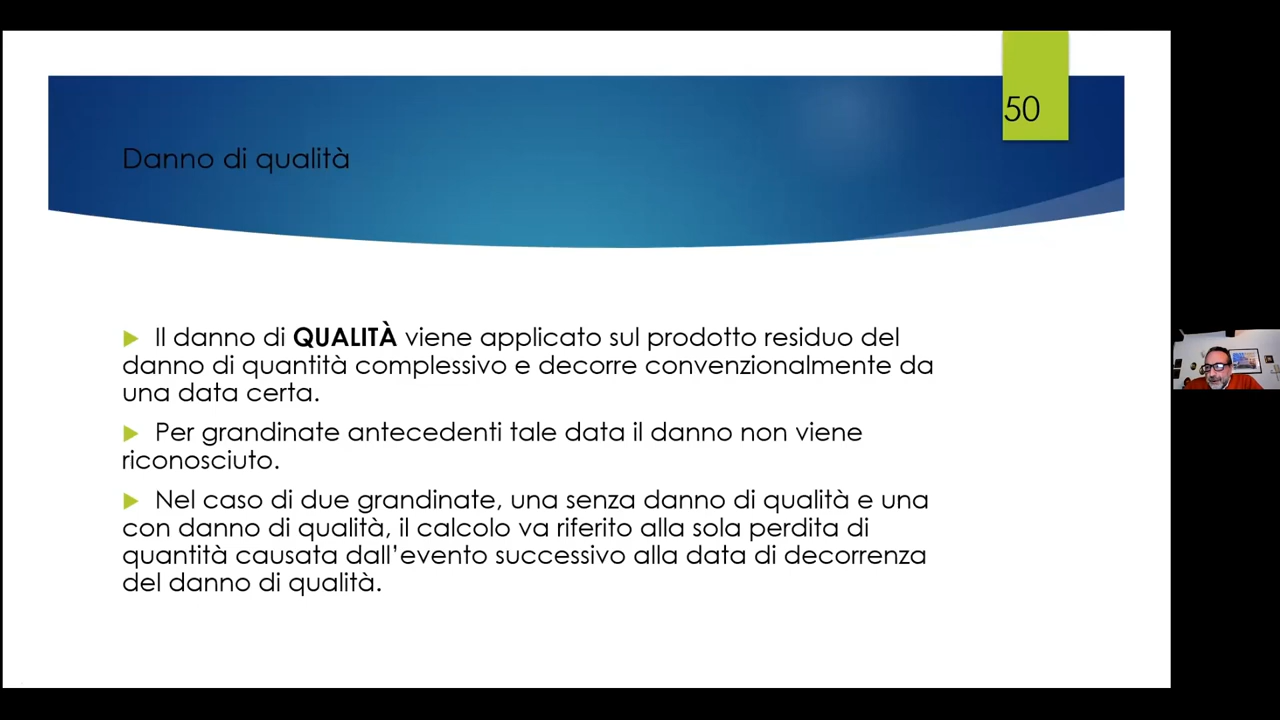 50
Danno di qualità
Il danno di QUALITÀ viene applicato sul prodotto residuo del
danno di quantità complessivo e decorre convenzionalmente da
una data certa.
Per grandinate antecedenti tale data il danno non viene
riconosciuto.
Nel caso di due grandinate, una senza danno di qualità e una
con danno di qualità, il calcolo va riferito alla sola perdita di
quantità causata dall’evento successivo alla data di decorrenza
del danno di qualità.